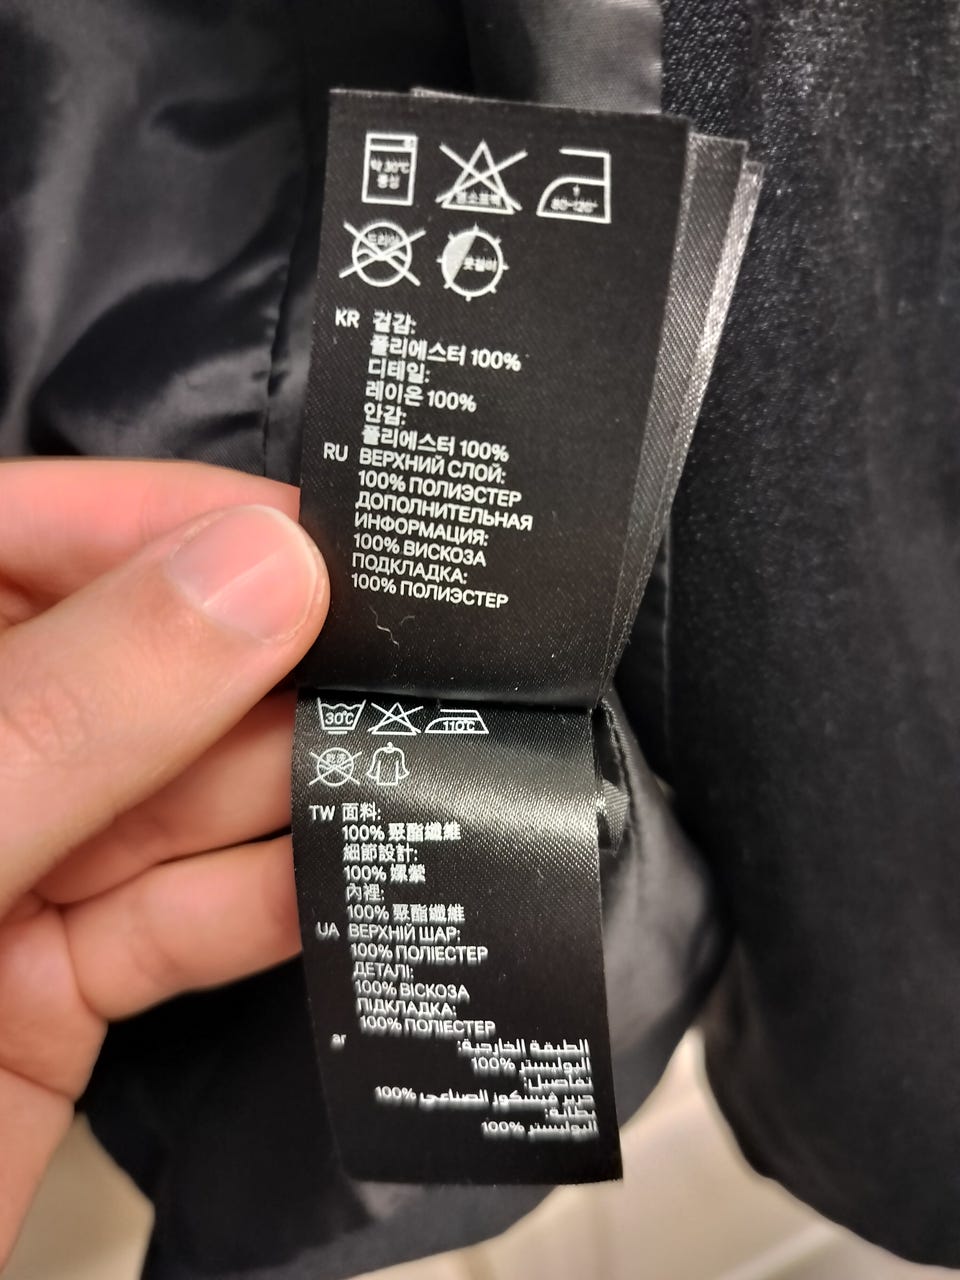 약 30℃
중성
염소표백
80~120°
드라이
옷걸이
KR 겉감:
폴리에스터 100%
디테일:
레이온 100%
안감:
폴리에스터 100%
RU ВЕРХНИЙ СЛОЙ:
100% ПОЛИЭСТЕР
ДОПОЛНИТЕЛЬНАЯ
ИНФОРМАЦИЯ:
100% ВИСКОЗА
ПОДКЛАДКА:
100% ПОЛИЭСТЕР
30℃ 110℃
乾洗
TW 面料:
100% 聚酯纖維
細節設計:
100% 嫘縈
內裡:
100% 聚酯纖維
UA ВЕРХНІЙ ШАР:
100% ПОЛІЕСТЕР
ДЕТАЛІ:
100% ВІСКОЗА
ПІДКЛАДКА:
100% ПОЛІЕСТЕР
ar الطبقة الخارجية:
البوليستر 100%
تفاصيل:
حرير فيسكوز الصناعي 100%
بطانة:
البوليستر 100%